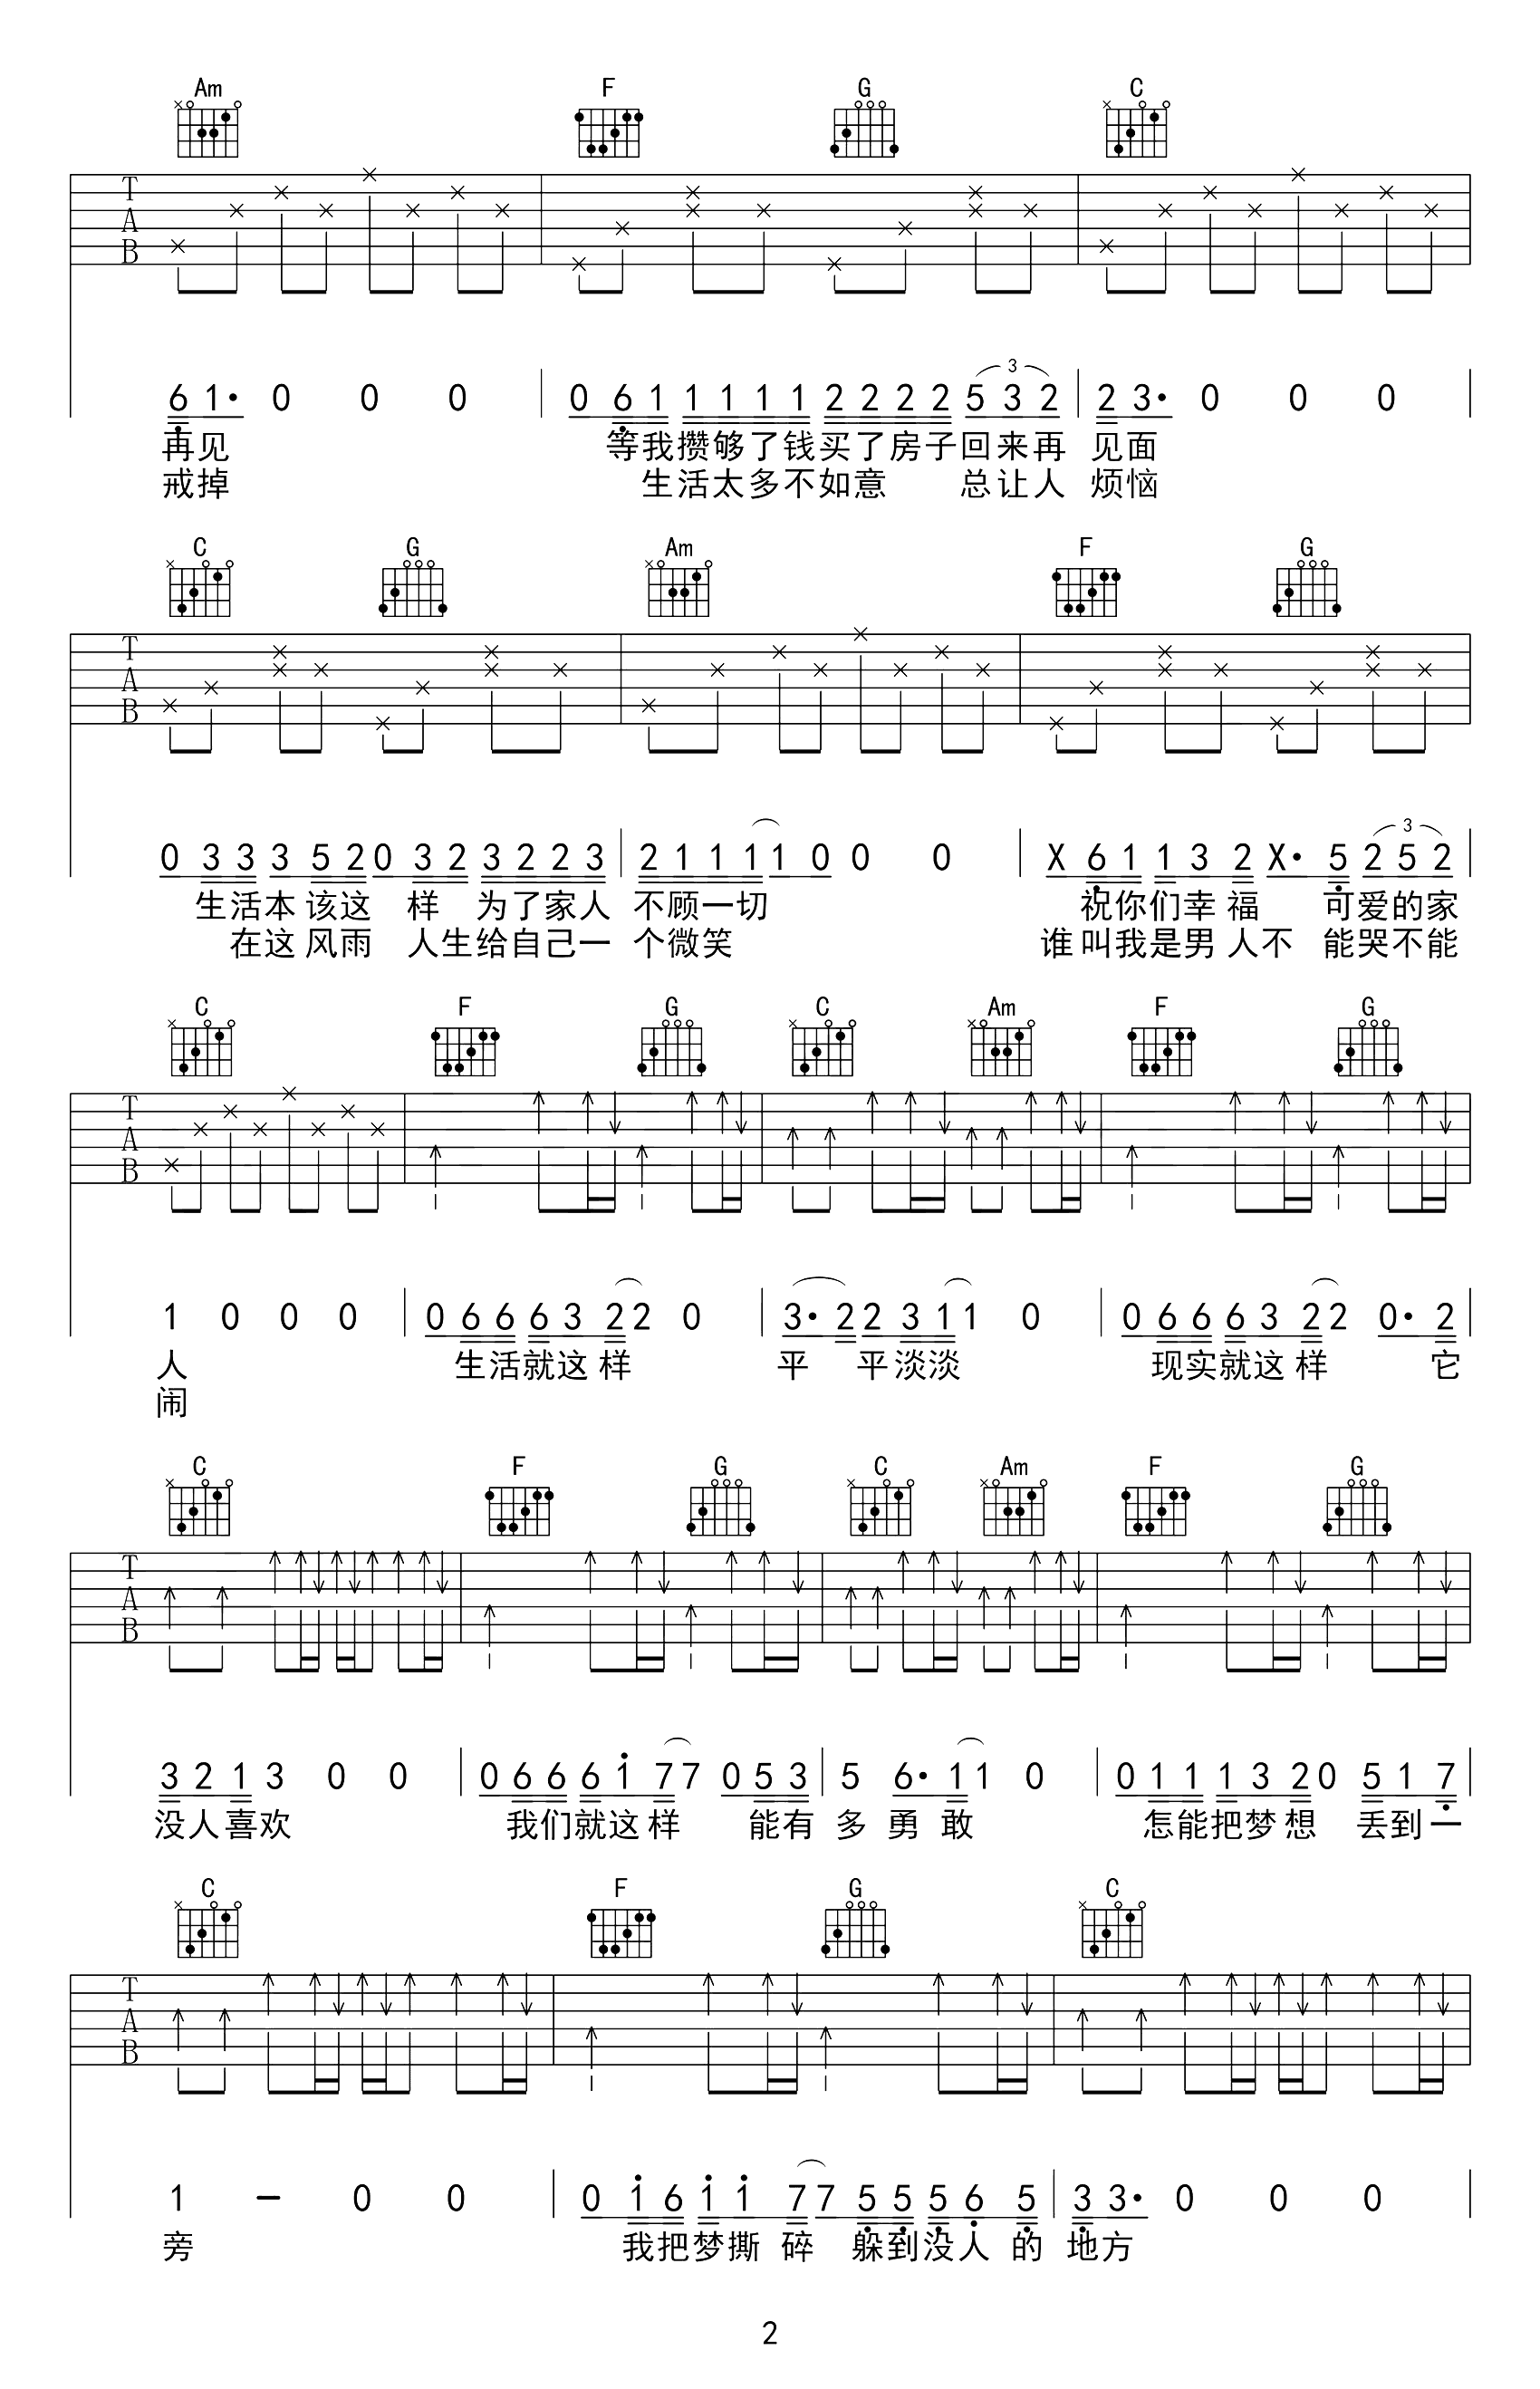 Am F G C
T A B
3
6 1· 0 0 0 0 6 1 1 1 1 1 2 2 2 2 5 3 2 2 3· 0 0 0
再见 等我攒够了钱买了房子回来再 见面
戒掉 生活太多不如意 总让人 烦恼
C G Am F G
T A B
3
0 3 3 3 5 2 0 3 2 3 2 2 3 2 1 1 1 1 0 0 0 X 6 1 1 3 2 X· 5 2 5 2
生活本 该这 样 为了家人 不顾一切 祝你们幸 福 可爱的家
在这 风雨 人生给自己一 个微笑 谁叫我是男 人不 能哭不能
C F G C Am F G
T A B
1 0 0 0 0 6 6 6 3 2 2 0 3· 2 2 3 1 1 0 0 6 6 6 3 2 2 0· 2
人 生活就这 样 平 平淡淡 现实就这 样 它
闹
C F G C Am F G
T A B
3 2 1 3 0 0 0 6 6 6 1 7 7 0 5 3 5 6· 1 1 0 0 1 1 1 3 2 0 5 1 7
没人喜欢 我们就这 样 能有 多 勇 敢 怎能把梦 想 丢到一
C F G C
T A B
1 - 0 0 0 1 6 1 1 7 7 5 5 5 6 5 3 3· 0 0 0
旁 我把梦撕 碎 躲到没人 的 地方
2